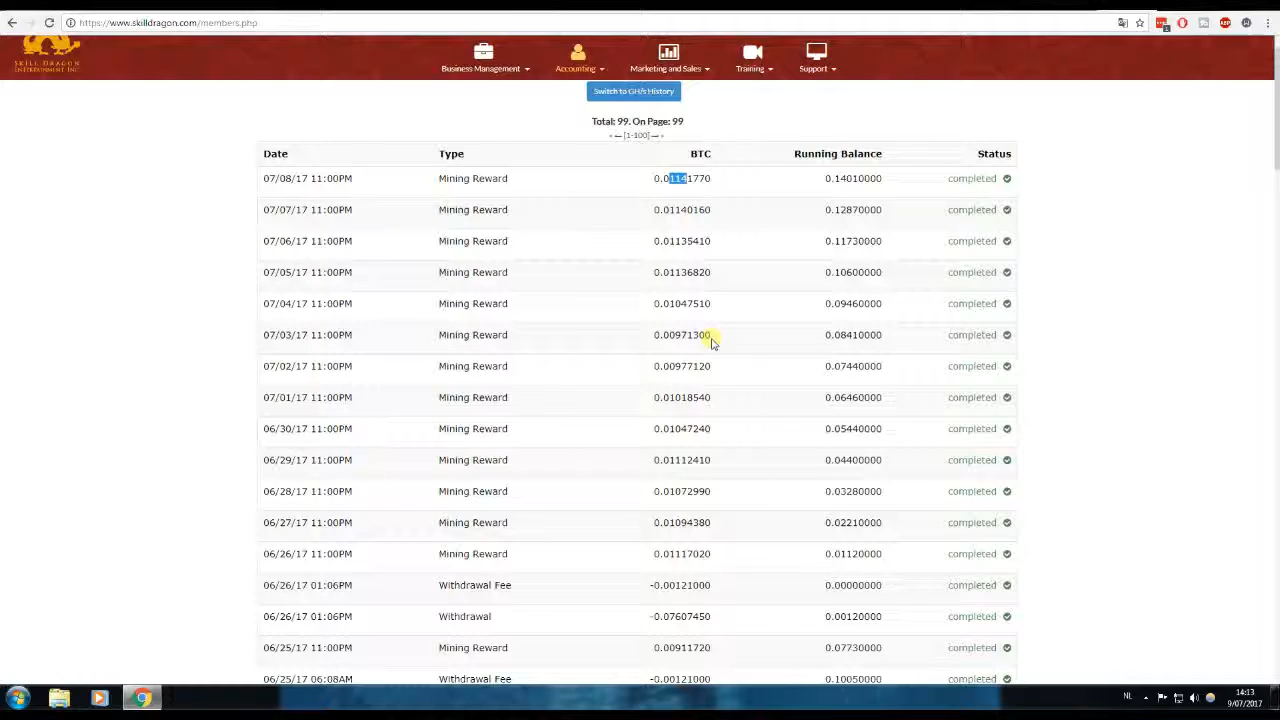 https://www.skilldragon.com/members.php
SKILL DRAGON
ENTERTAINMENT INC.
Business Management
Accounting
Marketing and Sales
Training
Support
Switch to GH/s History
Total: 99. On Page: 99
[1-100]
Date Type BTC Running Balance Status
07/08/17 11:00PM Mining Reward 0.01141770 0.14010000 completed
07/07/17 11:00PM Mining Reward 0.01140160 0.12870000 completed
07/06/17 11:00PM Mining Reward 0.01135410 0.11730000 completed
07/05/17 11:00PM Mining Reward 0.01136820 0.10600000 completed
07/04/17 11:00PM Mining Reward 0.01047510 0.09460000 completed
07/03/17 11:00PM Mining Reward 0.00971300 0.08410000 completed
07/02/17 11:00PM Mining Reward 0.00977120 0.07440000 completed
07/01/17 11:00PM Mining Reward 0.01018540 0.06460000 completed
06/30/17 11:00PM Mining Reward 0.01047240 0.05440000 completed
06/29/17 11:00PM Mining Reward 0.01112410 0.04400000 completed
06/28/17 11:00PM Mining Reward 0.01072990 0.03280000 completed
06/27/17 11:00PM Mining Reward 0.01094380 0.02210000 completed
06/26/17 11:00PM Mining Reward 0.01117020 0.01120000 completed
06/26/17 01:06PM Withdrawal Fee -0.00121000 0.00000000 completed
06/26/17 01:06PM Withdrawal -0.07607450 0.00120000 completed
06/25/17 11:00PM Mining Reward 0.00911720 0.07730000 completed
06/25/17 06:08AM Withdrawal Fee -0.00121000 0.10050000 completed
NL
14:13
9/07/2017